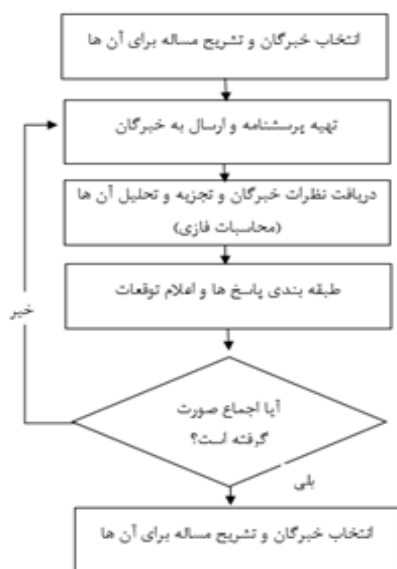 انتخاب خبرگان و تشریح مساله برای آن ها
تهیه پرسشنامه و ارسال به خبرگان
دریافت نظرات خبرگان و تجزیه و تحلیل آن ها
(محاسبات فازی)
طبقه بندی پاسخ ها و اعلام توقعات
خیر
آیا اجماع صورت
گرفته است؟
بلی
انتخاب خبرگان و تشریح مساله برای آن ها